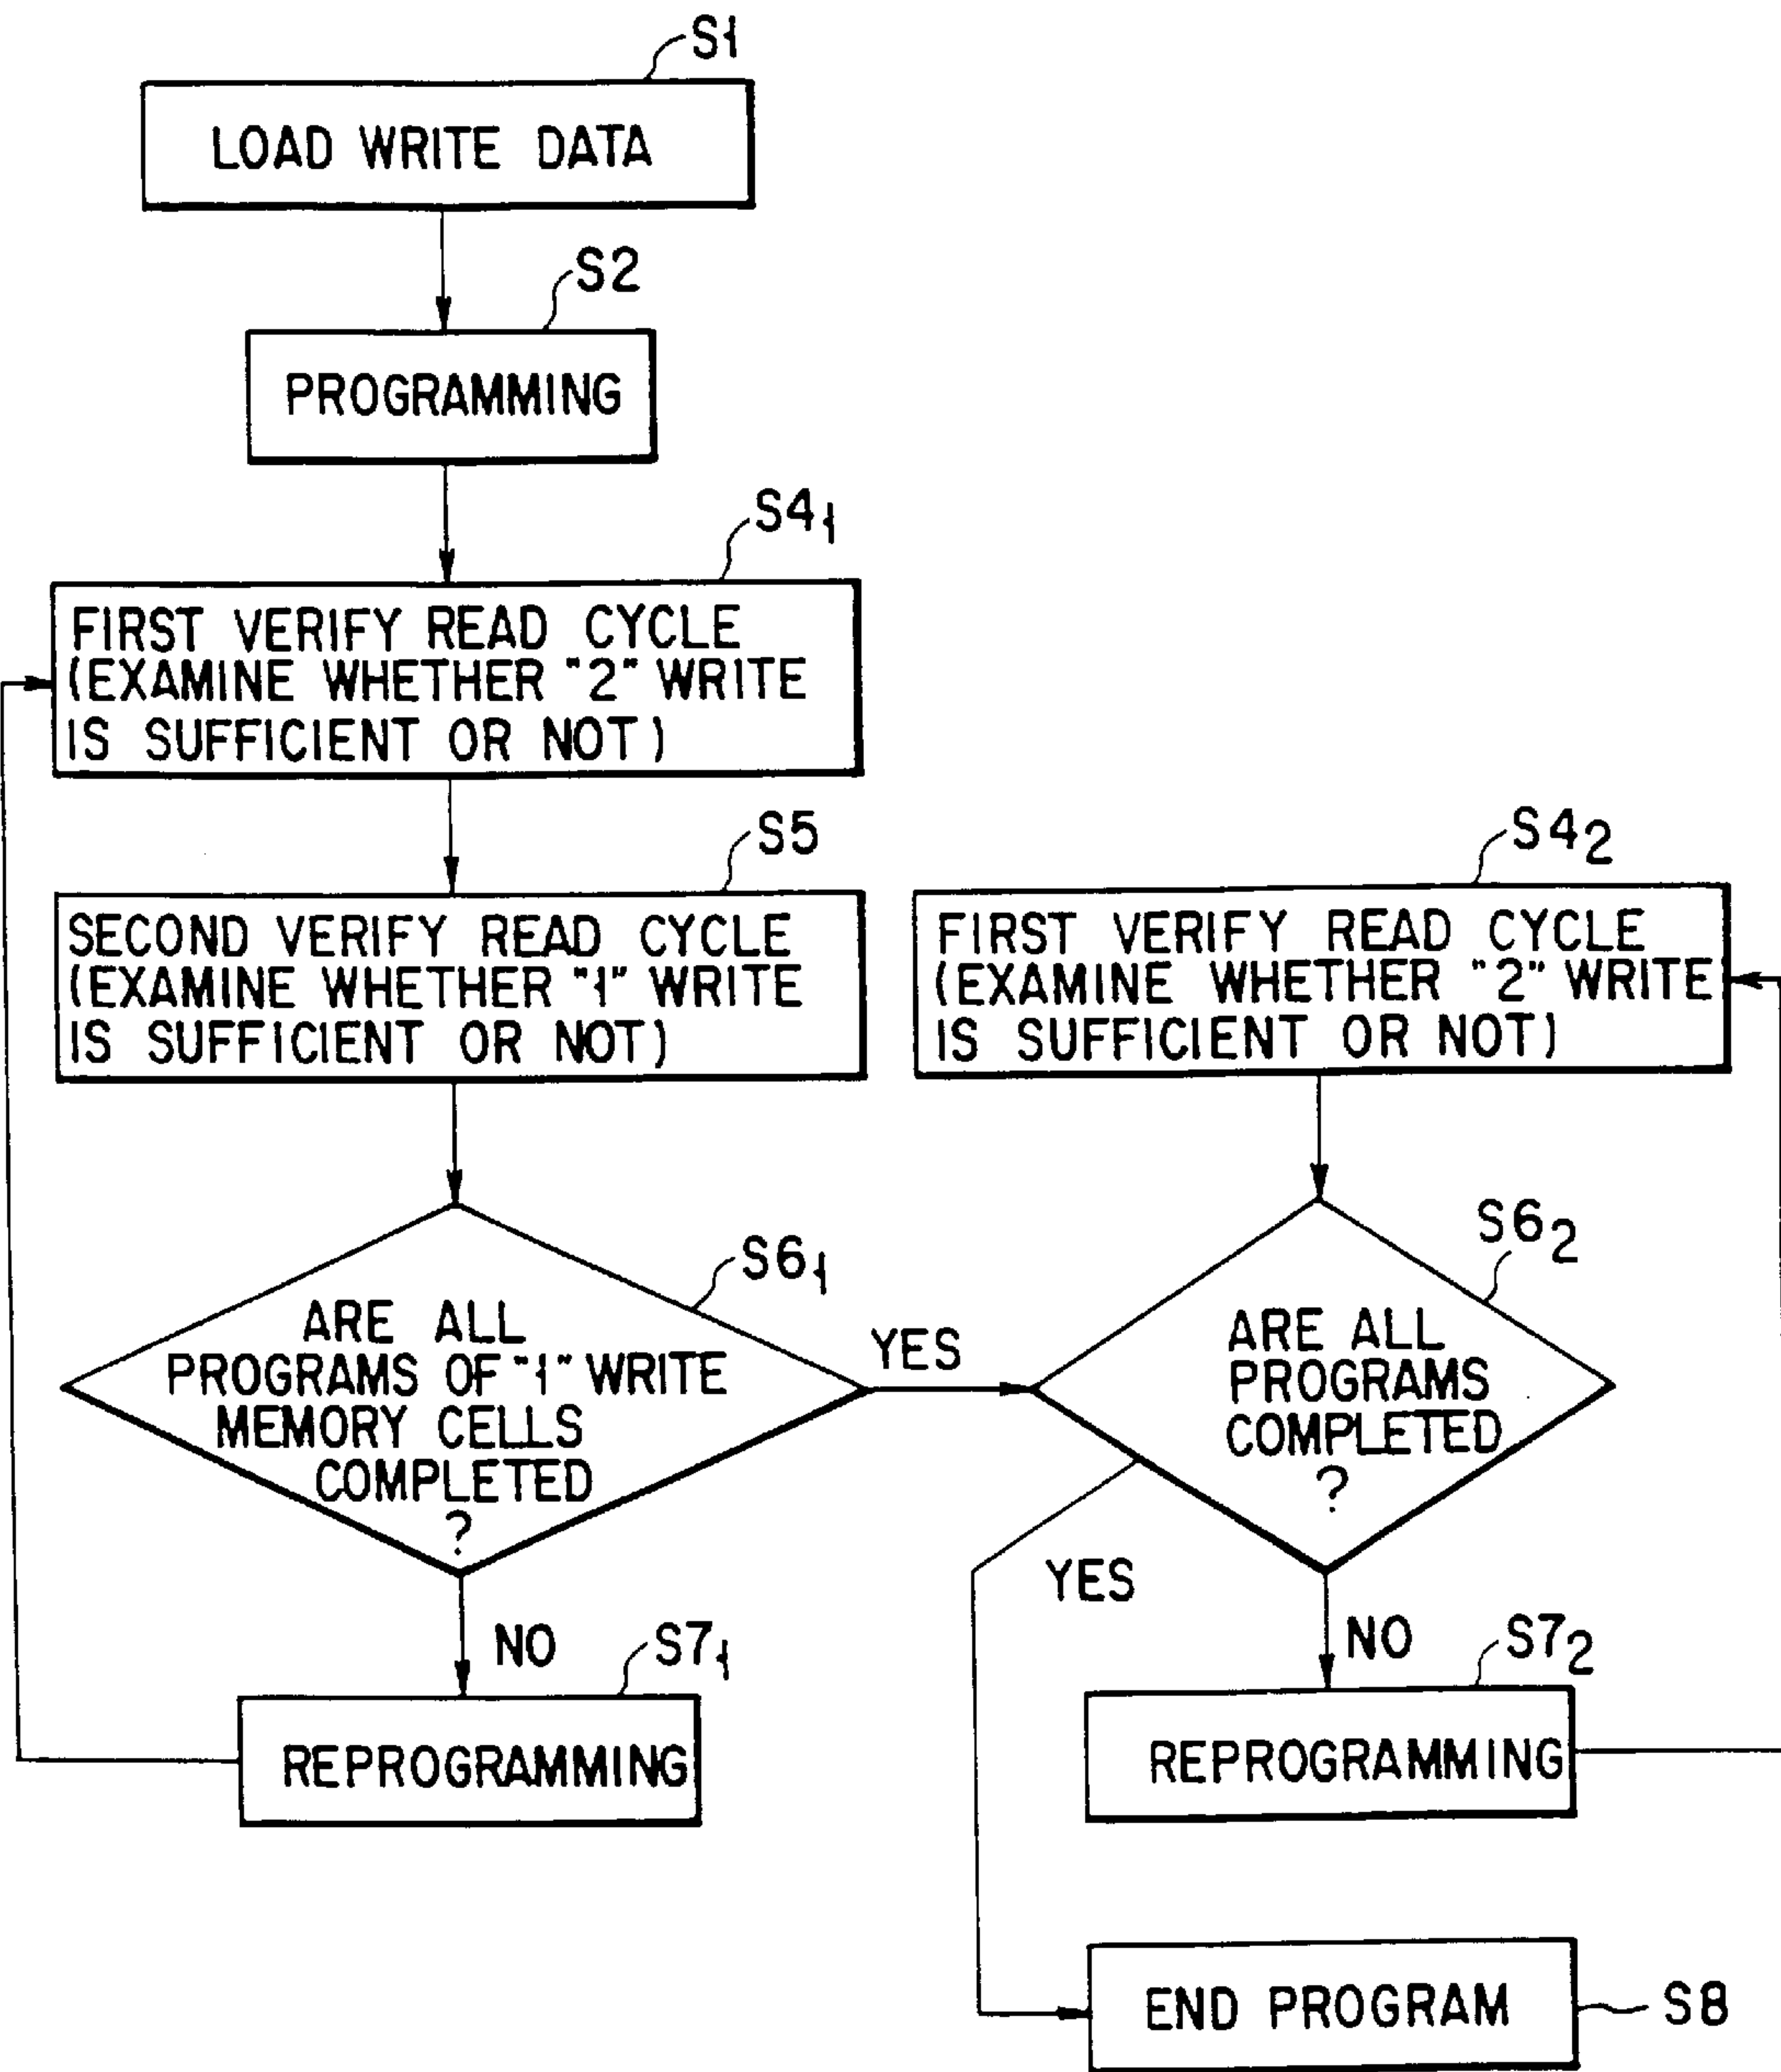 S1
LOAD WRITE DATA
S2
PROGRAMMING
S4₁
FIRST VERIFY READ CYCLE
(EXAMINE WHETHER "2" WRITE
IS SUFFICIENT OR NOT)
S5
SECOND VERIFY READ CYCLE
(EXAMINE WHETHER "1" WRITE
IS SUFFICIENT OR NOT)
S4₂
FIRST VERIFY READ CYCLE
(EXAMINE WHETHER "2" WRITE
IS SUFFICIENT OR NOT)
S6₁
ARE ALL
PROGRAMS OF "1" WRITE
MEMORY CELLS
COMPLETED
?
YES
NO
S6₂
ARE ALL
PROGRAMS
COMPLETED
?
YES
NO
S7₁
REPROGRAMMING
S7₂
REPROGRAMMING
END PROGRAM
S8